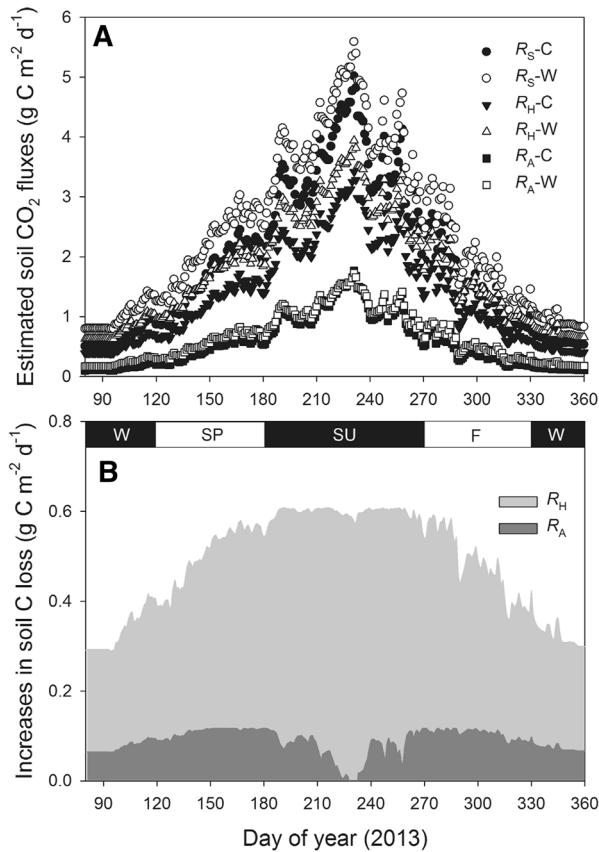 A
Estimated soil CO2 fluxes (g C m-2 d-1)
6
5
4
3
2
1
0
RS-C
RS-W
RH-C
RH-W
RA-C
RA-W
90 120 150 180 210 240 270 300 330 360
B
Increases in soil C loss (g C m-2 d-1)
0.8
0.6
0.4
0.2
0.0
W SP SU F W
RH
RA
90 120 150 180 210 240 270 300 330 360
Day of year (2013)